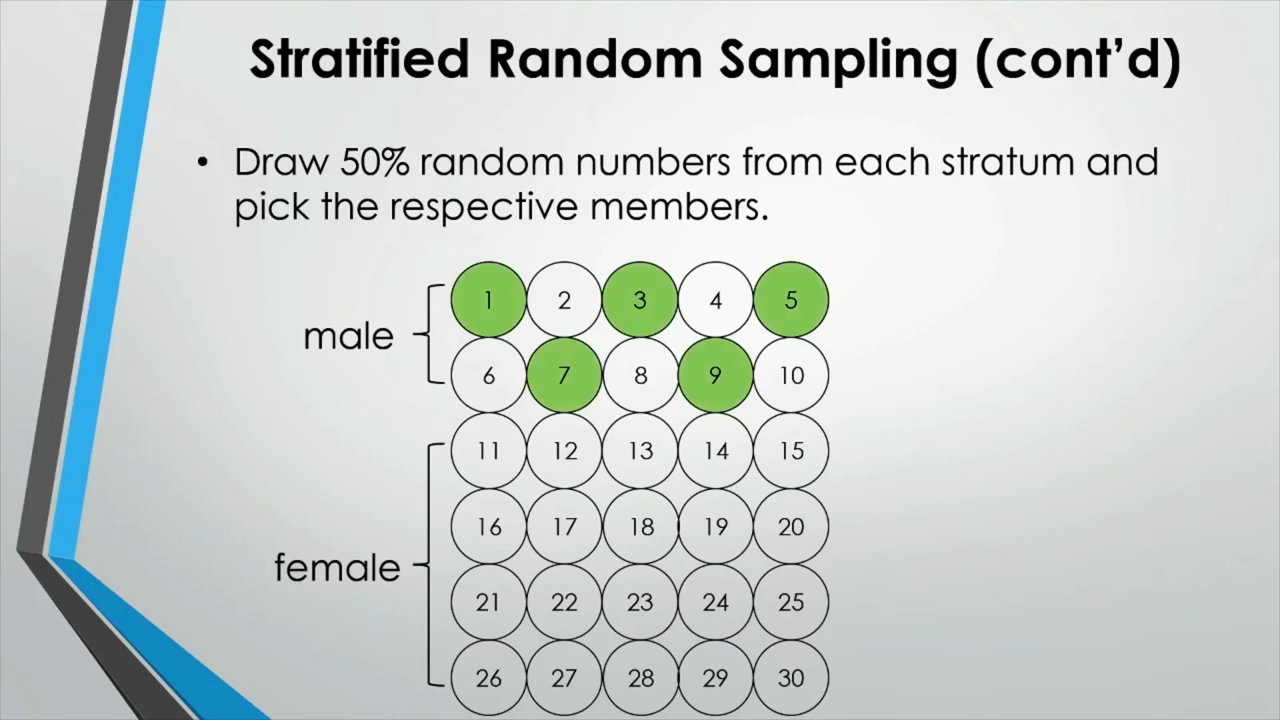 Stratified Random Sampling (cont’d)
• Draw 50% random numbers from each stratum and
pick the respective members.
male
1 2 3 4 5
6 7 8 9 10
female
11 12 13 14 15
16 17 18 19 20
21 22 23 24 25
26 27 28 29 30